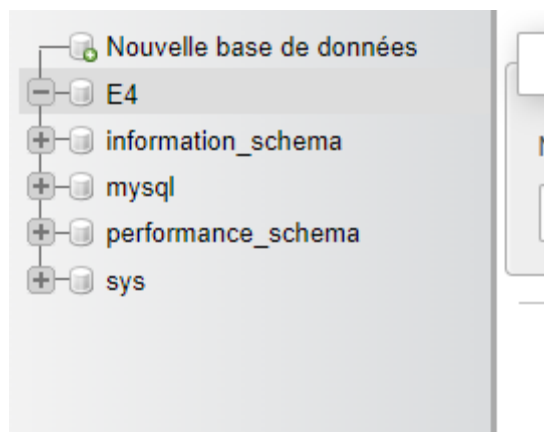 Nouvelle base de données
E4
information_schema
mysql
performance_schema
sys